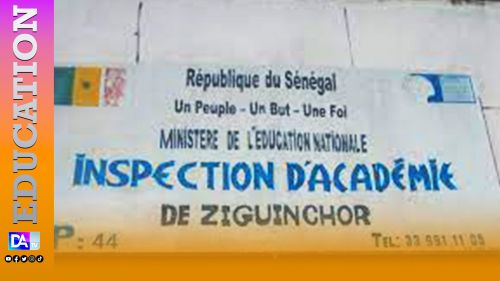 EDUCATION
République du Sénégal
Un Peuple - Un But - Une Foi
MINISTERE DE L'EDUCATION NATIONALE
INSPECTION D'ACADÉMIE
DE ZIGUINCHOR
P: 44
TEL: 33 991 11 03
DA